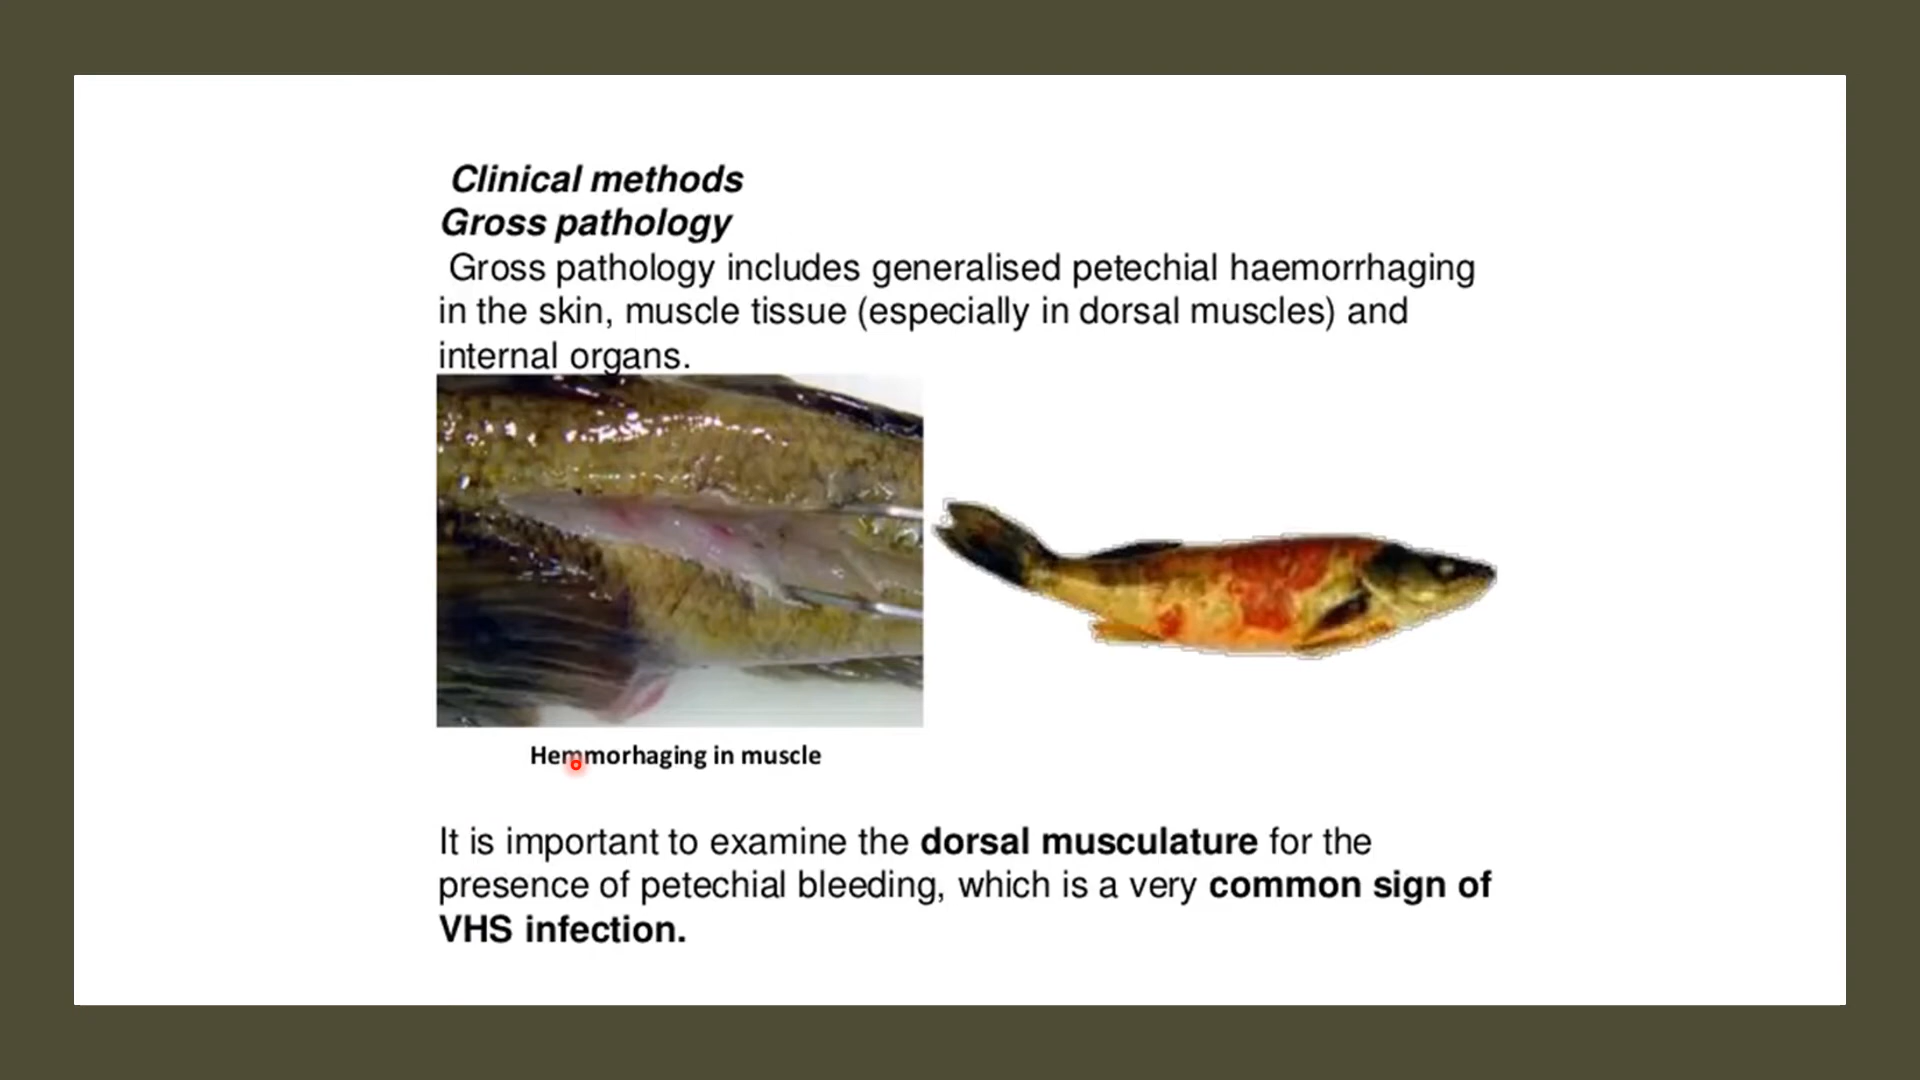 Clinical methods
Gross pathology
Gross pathology includes generalised petechial haemorrhaging
in the skin, muscle tissue (especially in dorsal muscles) and
internal organs.
Hemmorhaging in muscle
It is important to examine the dorsal musculature for the
presence of petechial bleeding, which is a very common sign of
VHS infection.